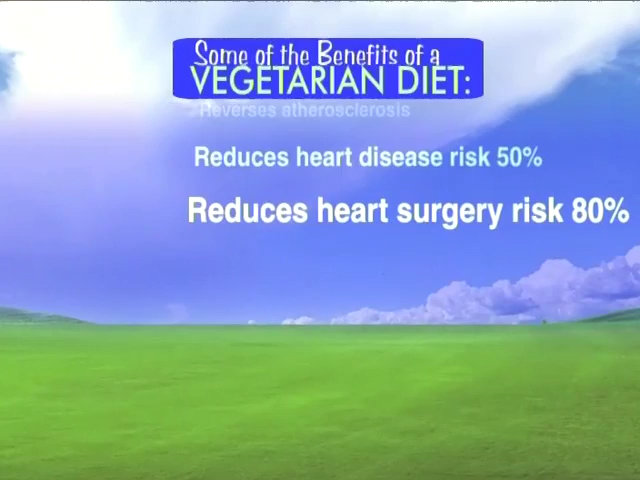 Some of the Benefits of a
VEGETARIAN DIET:
Reverses atherosclerosis
Reduces heart disease risk 50%
Reduces heart surgery risk 80%